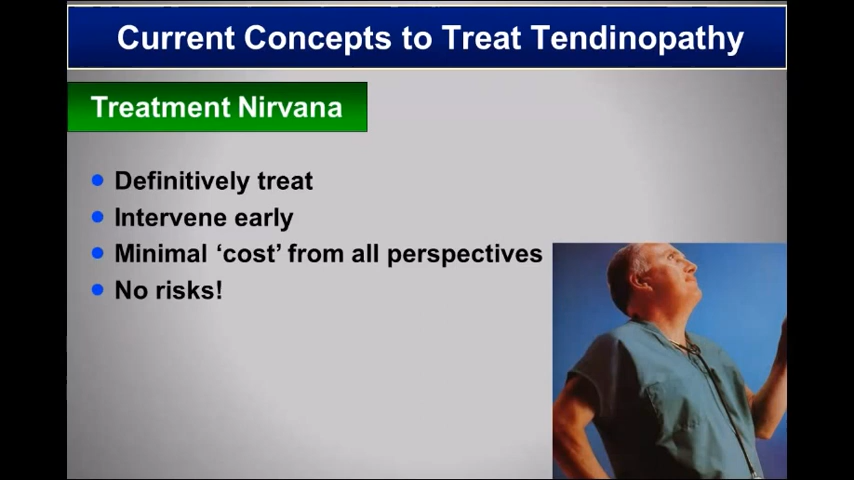 Current Concepts to Treat Tendinopathy
Treatment Nirvana
Definitively treat
Intervene early
Minimal ‘cost’ from all perspectives
No risks!